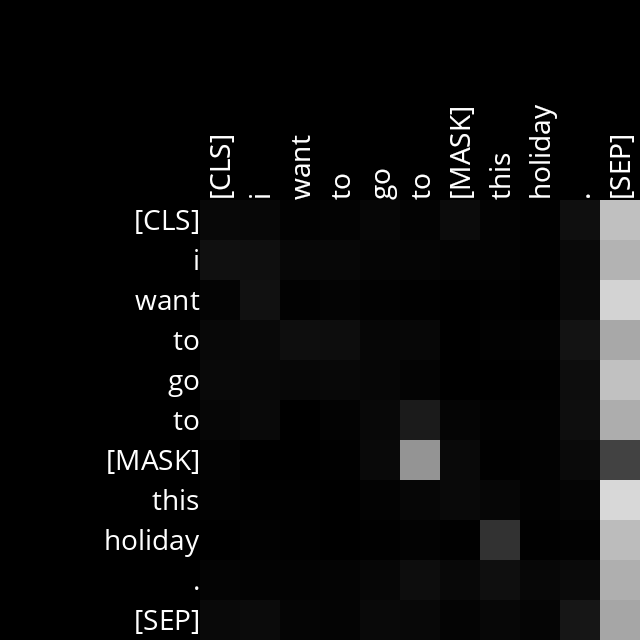 [CLS] i want to go to [MASK] this holiday . [SEP]
[CLS]
i
want
to
go
to
[MASK]
this
holiday
.
[SEP]